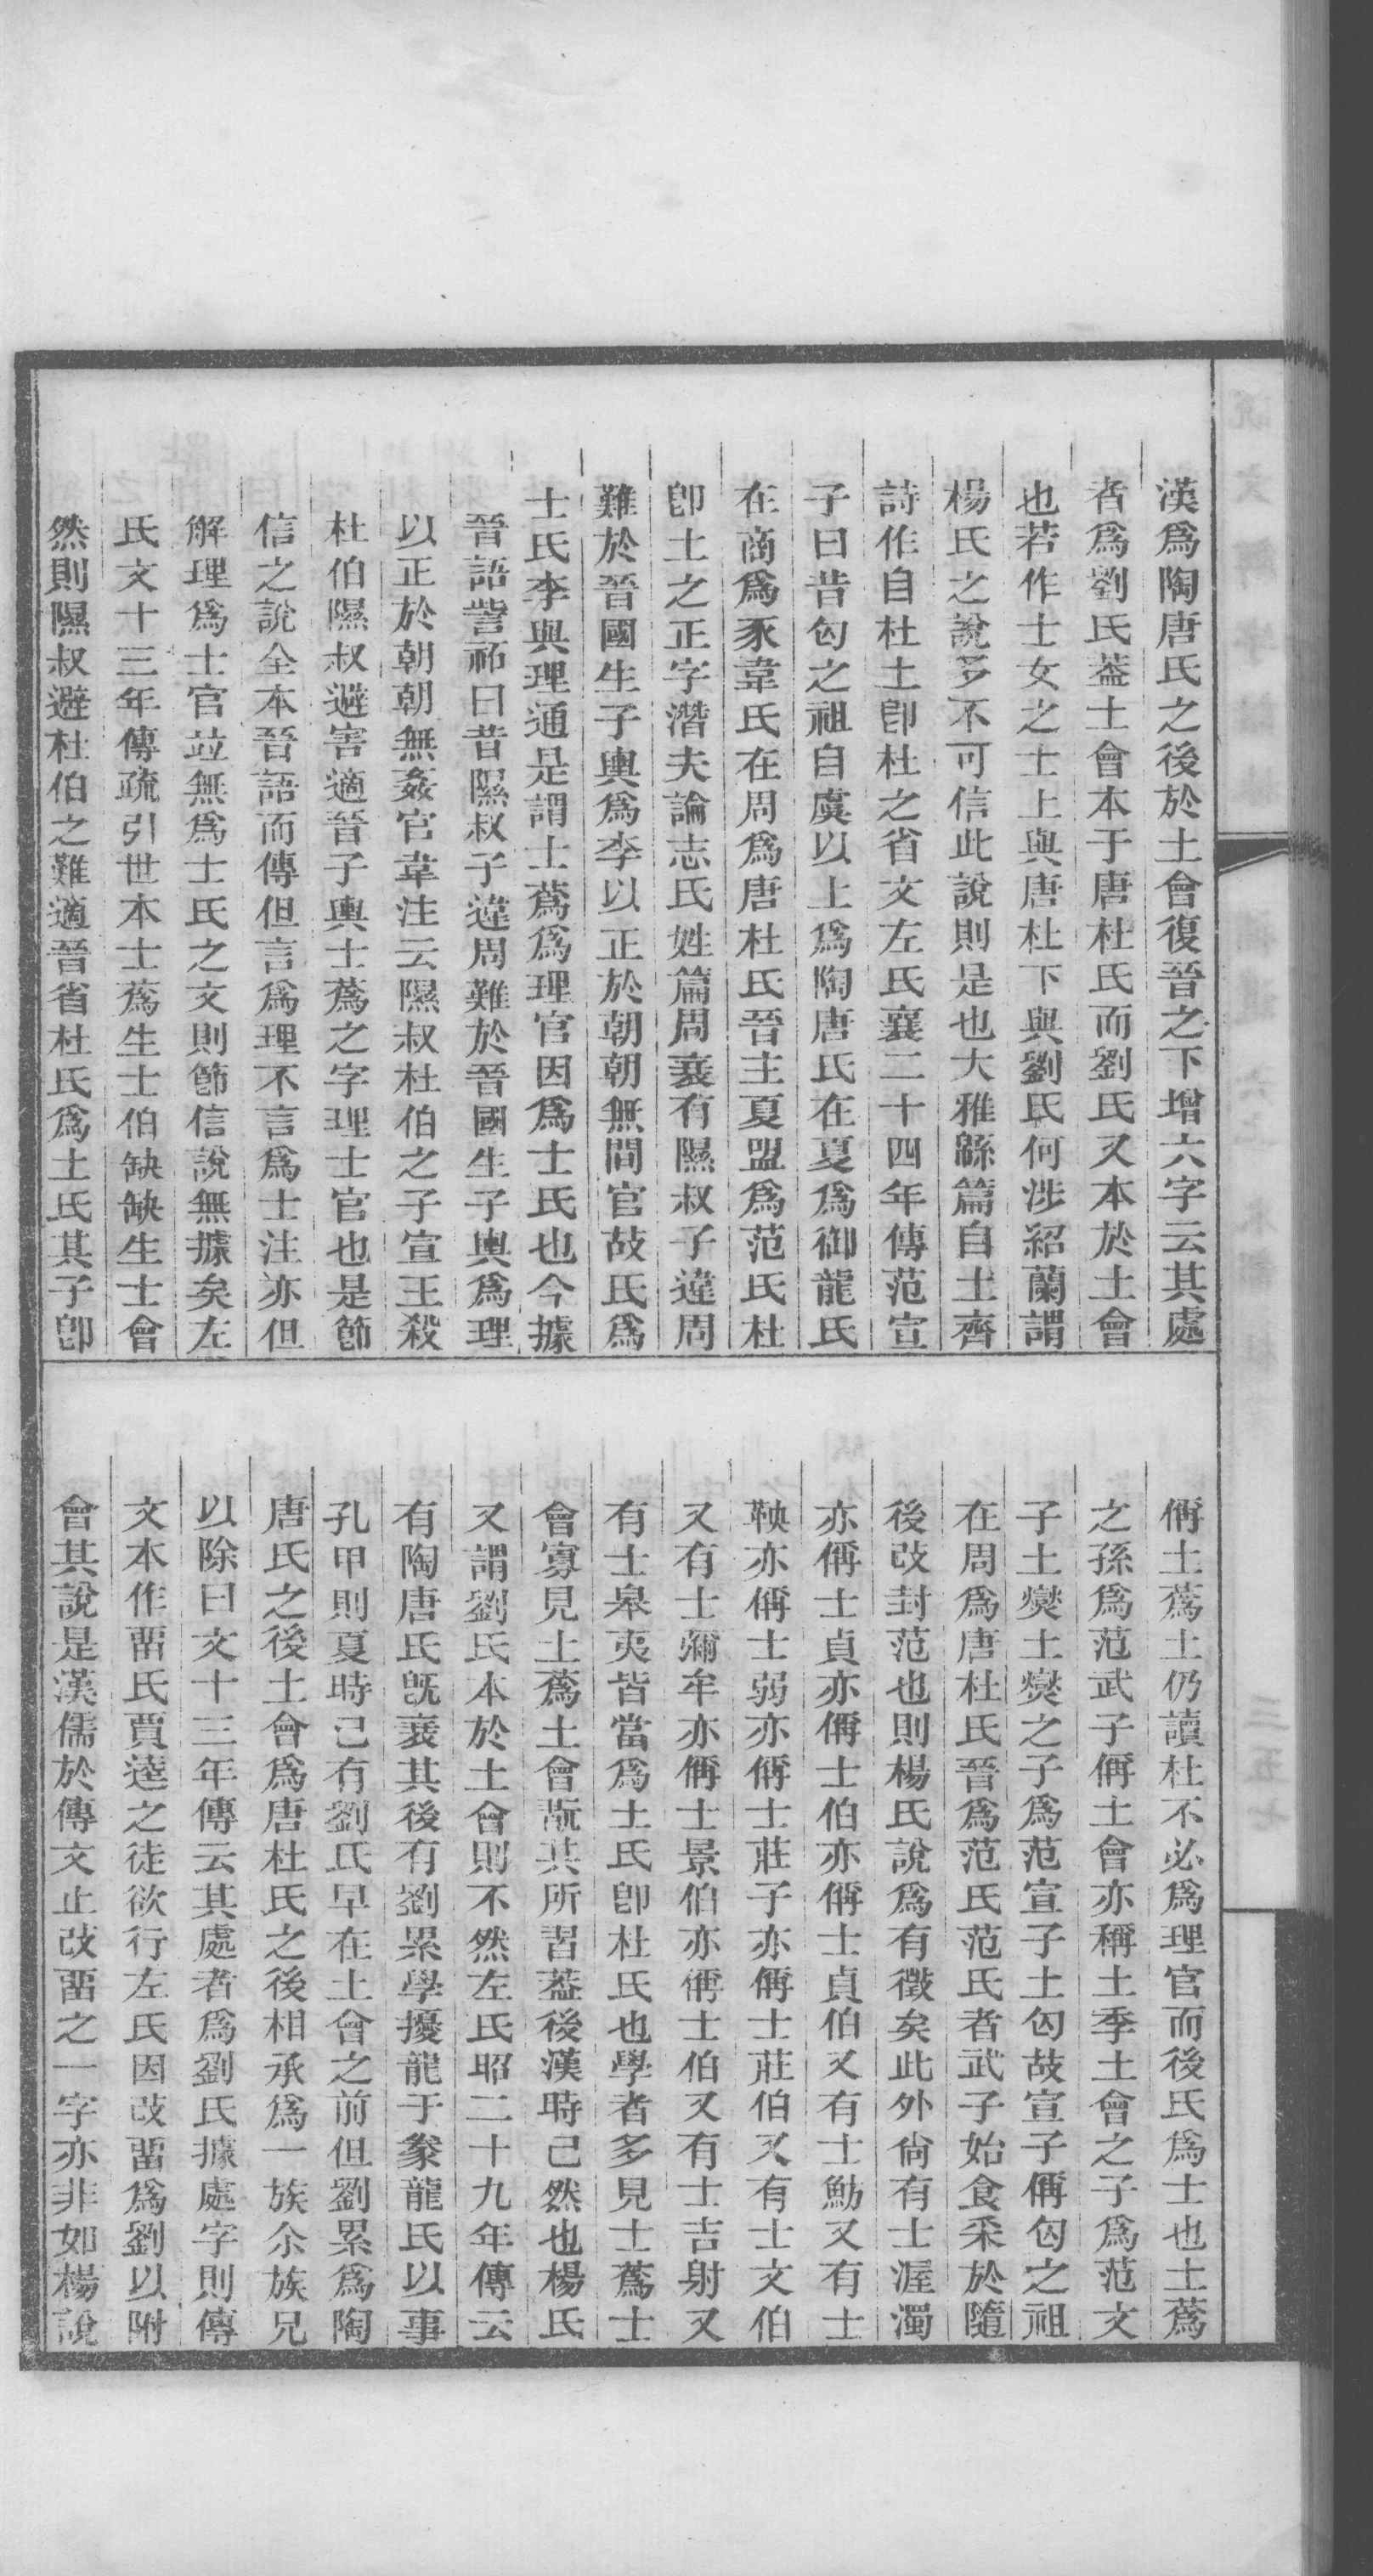 漢爲陶唐氏之後於土會復晉之下增六字云其處
者爲劉氏葢土會本于唐杜氏而劉氏又本於土會
也若作士女之士上與唐杜下與劉氏何涉紹蘭謂
楊氏之說多不可信此說則是也大雅緜篇自土齊
詩作自杜土卽杜之省文左氏襄二十四年傳范宣
子曰昔匄之祖自虞以上爲陶唐氏在夏爲御龍氏
在商爲豕韋氏在周爲唐杜氏晉主夏盟爲范氏杜
卽土之正字潛夫論志氏姓篇周衰有隰叔子違周
難於晉國生子輿爲李以正於朝朝無閒官故氏爲
士氏李與理通是謂士蒍爲理官因爲士氏也今據
晉語訾祏曰昔隰叔子違周難於晉國生子輿爲理
以正於朝朝無姦官韋注云隰叔杜伯之子宣王殺
杜伯隰叔避害適晉子輿士蒍之字理士官也是節
信之說全本晉語而傳但言爲理不言爲士注亦但
解理爲士官竝無爲士氏之文則節信說無據矣左
氏文十三年傳疏引世本士蒍生士伯缺缺生士會
然則隰叔避杜伯之難適晉省杜氏爲土氏其子卽
偁土蒍土仍讀杜不必爲理官而後氏爲士也土蒍
之孫爲范武子偁土會亦稱土季土會之子爲范文
子土燮土燮之子爲范宣子土匄故宣子偁匄之祖
在周爲唐杜氏晉爲范氏范氏者武子始食采於隨
後改封范也則楊氏說爲有徵矣此外尙有士渥濁
亦偁士貞亦偁士伯亦偁士貞伯又有士魴又有士
鞅亦偁士弱亦偁士莊子亦偁士莊伯又有士文伯
又有士彌牟亦偁士景伯亦偁士伯又有士吉射又
有士皋夷皆當爲土氏卽杜氏也學者多見士蒍士
會寡見土蒍土會翫其所習葢後漢時已然也楊氏
又謂劉氏本於土會則不然左氏昭二十九年傳云
有陶唐氏旣衰其後有劉累學擾龍于豢龍氏以事
孔甲則夏時已有劉氏早在土會之前但劉累爲陶
唐氏之後土會爲唐杜氏之後相承爲一族尒族兄
以除曰文十三年傳云其處者爲劉氏據處字則傳
文本作畱氏賈逵之徒欲行左氏因改畱爲劉以附
會其說是漢儒於傳文止改畱之一字亦非如楊說